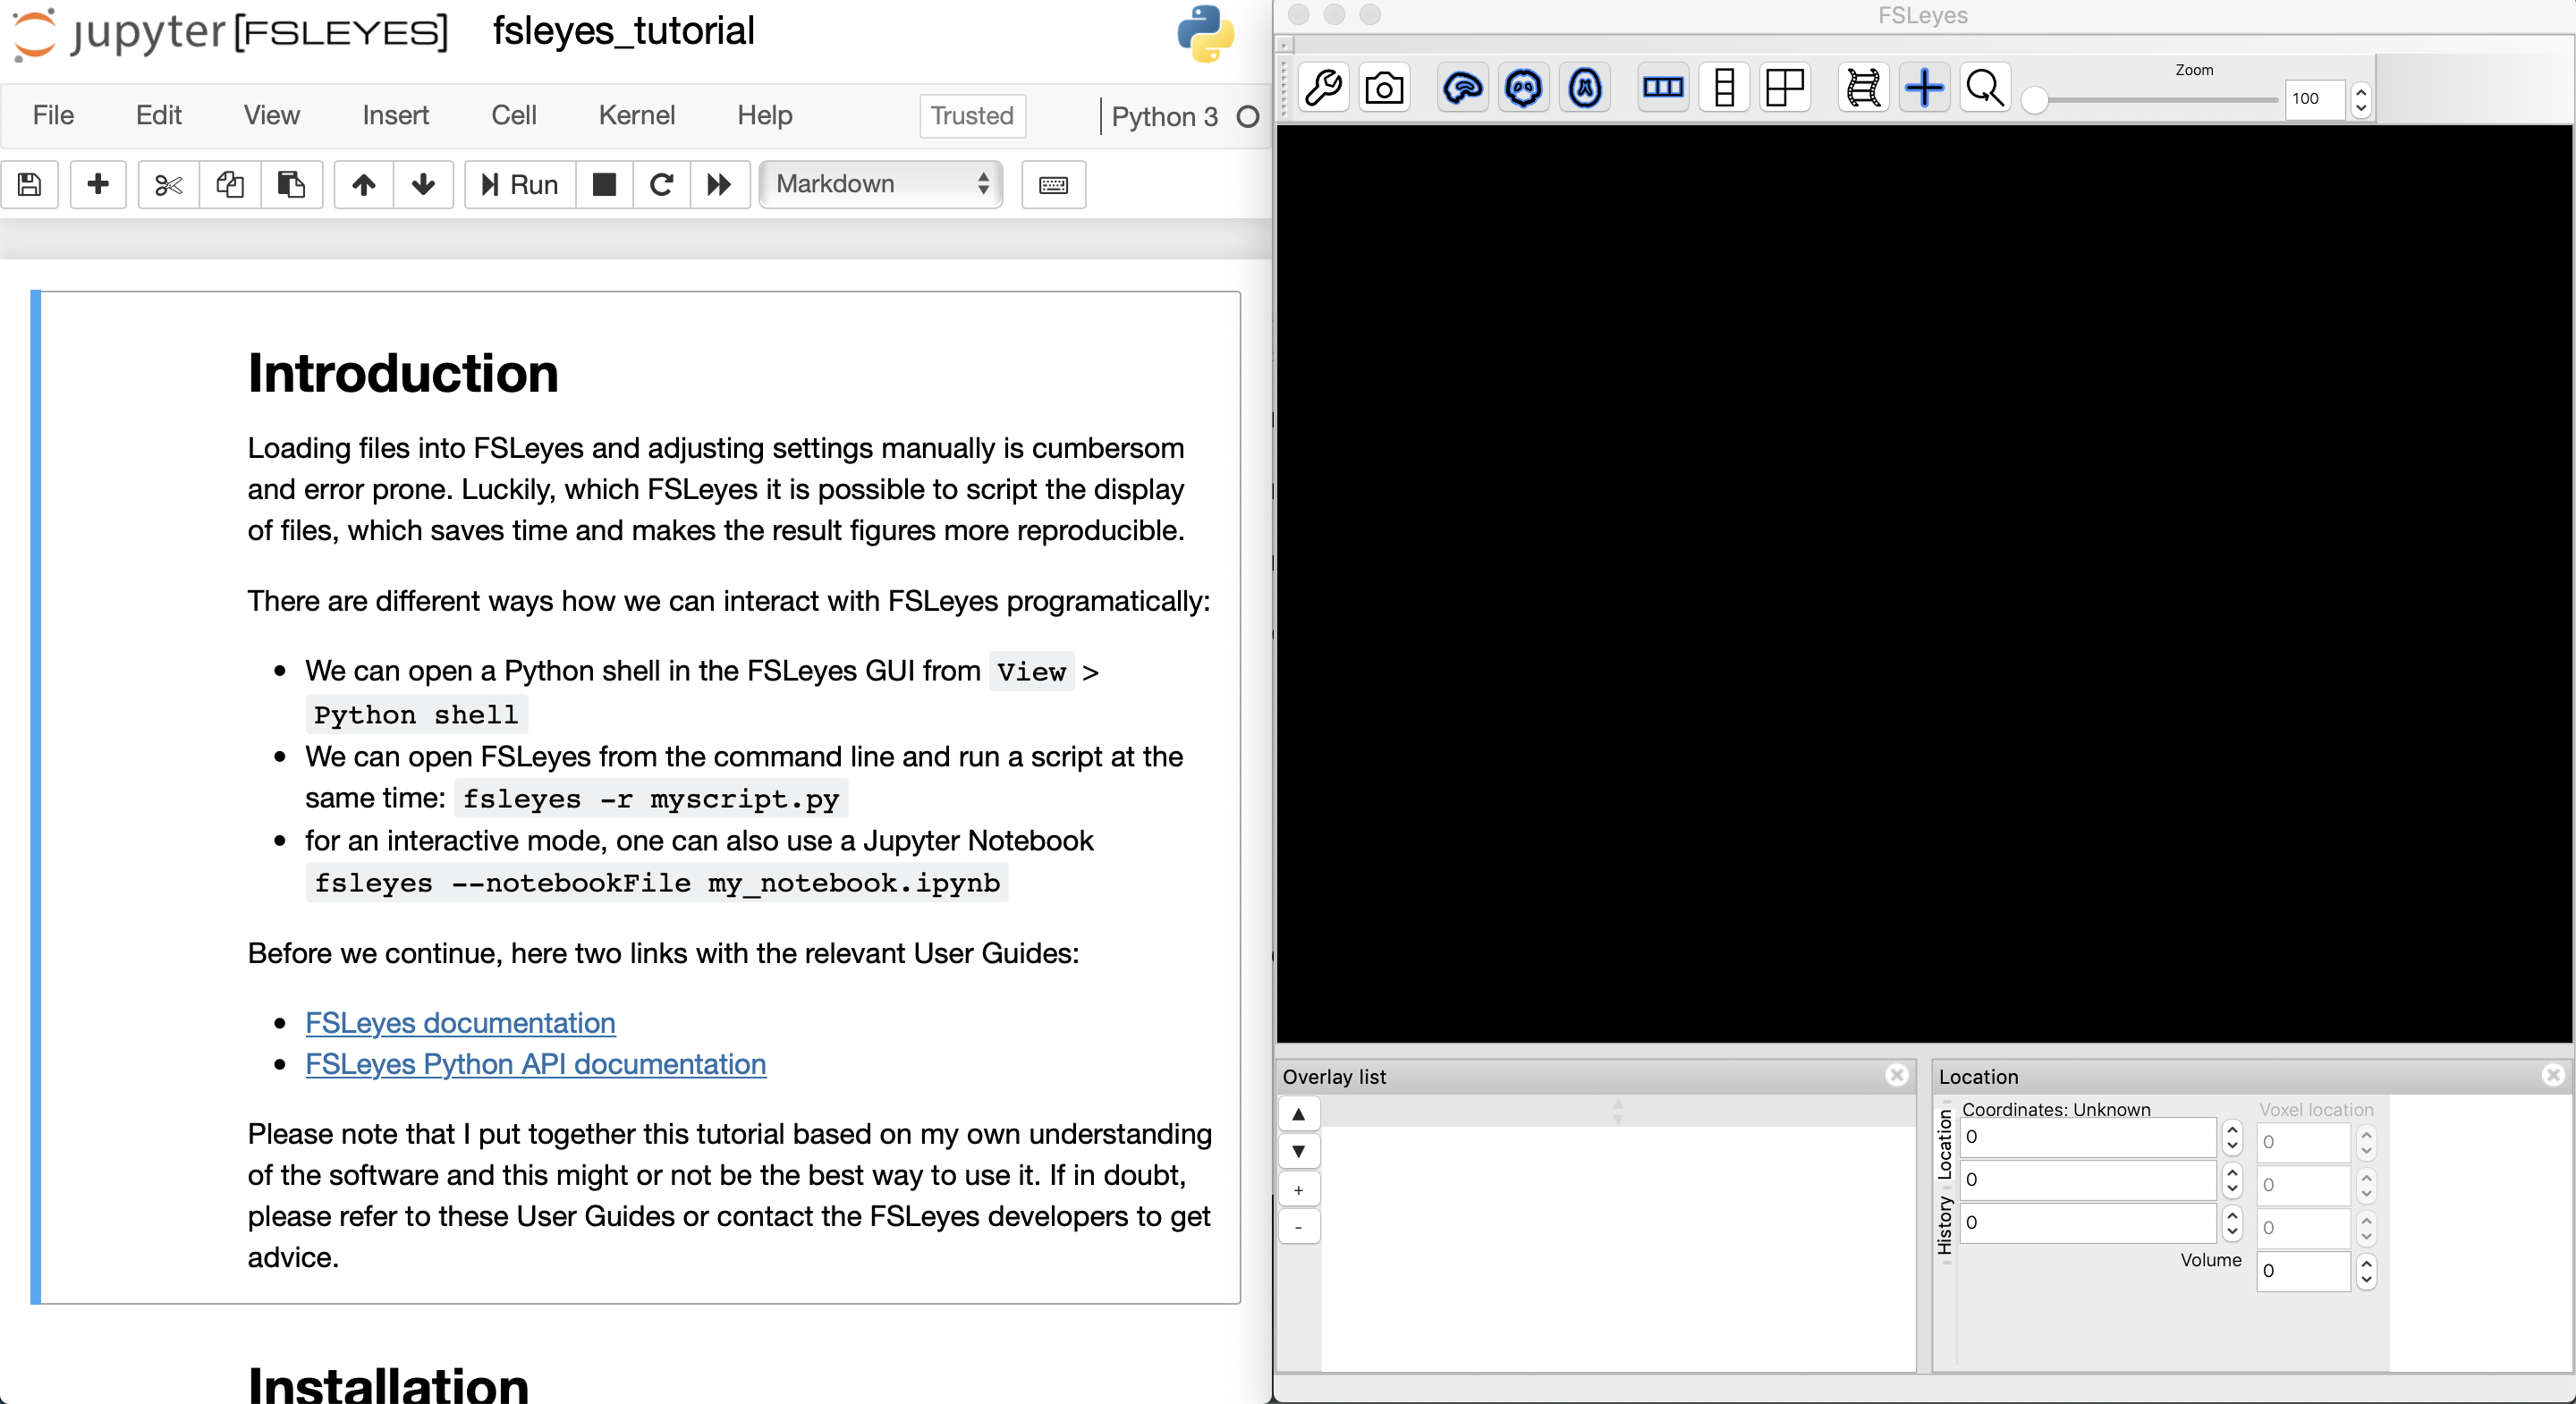 jupyter [FSLEYES] fsleyes_tutorial
File Edit View Insert Cell Kernel Help Trusted Python 3
Run Markdown
Introduction
Loading files into FSLeyes and adjusting settings manually is cumbersom
and error prone. Luckily, which FSLeyes it is possible to script the display
of files, which saves time and makes the result figures more reproducible.
There are different ways how we can interact with FSLeyes programatically:
• We can open a Python shell in the FSLeyes GUI from View >
Python shell
• We can open FSLeyes from the command line and run a script at the
same time: fsleyes -r myscript.py
• for an interactive mode, one can also use a Jupyter Notebook
fsleyes --notebookFile my_notebook.ipynb
Before we continue, here two links with the relevant User Guides:
• FSLeyes documentation
• FSLeyes Python API documentation
Please note that I put together this tutorial based on my own understanding
of the software and this might or not be the best way to use it. If in doubt,
please refer to these User Guides or contact the FSLeyes developers to get
advice.
Installation
FSLeyes
Zoom
100
Overlay list
+
-
Location
Location
History
Coordinates: Unknown Voxel location
0 0
0 0
0 0
Volume 0